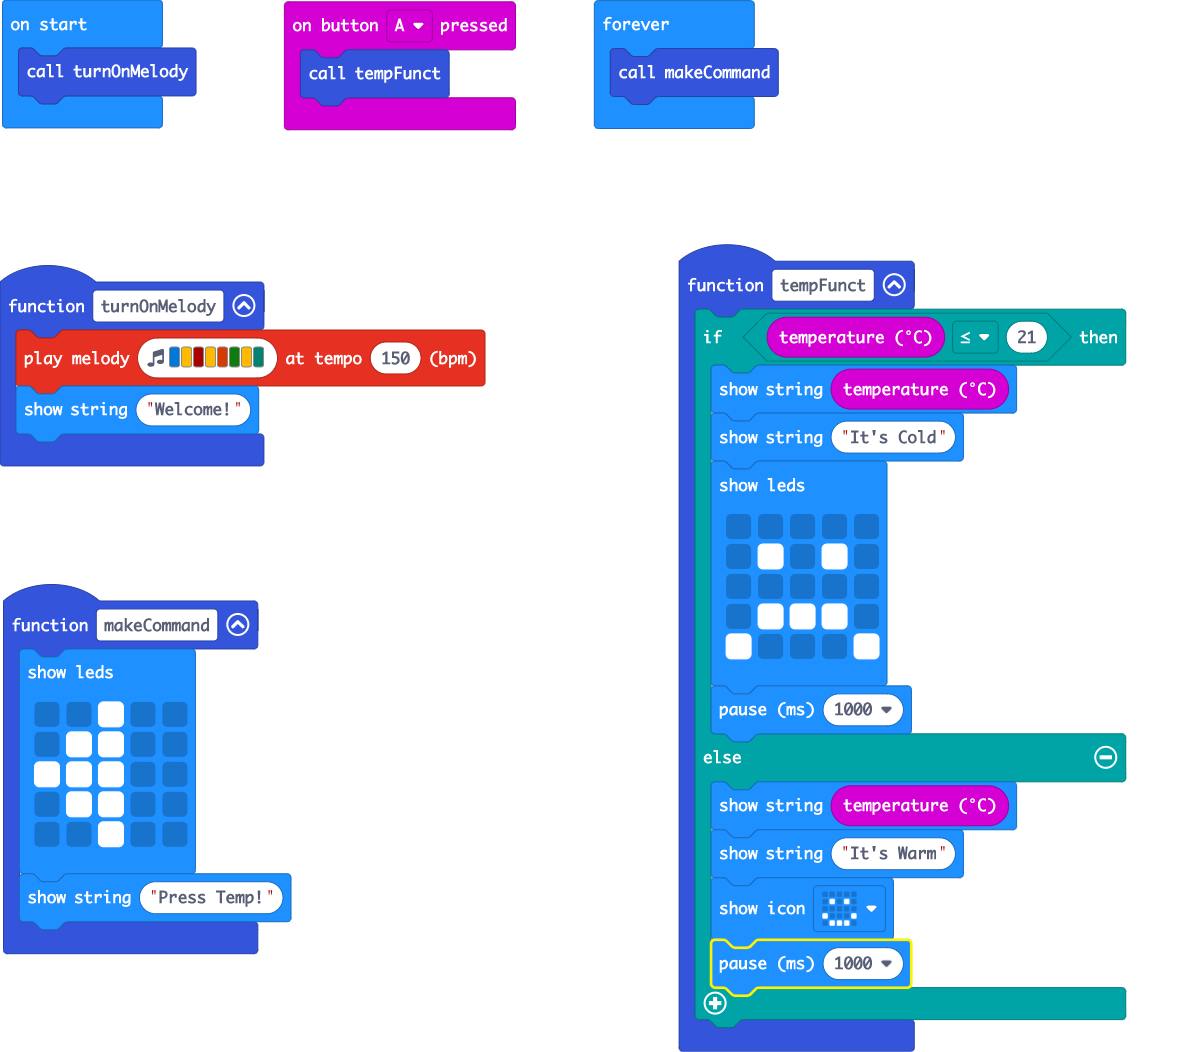 on start
call turnOnMelody
on button A pressed
call tempFunct
forever
call makeCommand
function turnOnMelody
play melody at tempo 150 (bpm)
show string "Welcome!"
function makeCommand
show leds
show string "Press Temp!"
function tempFunct
if temperature (°C) ≤ 21 then
show string temperature (°C)
show string "It's Cold"
show leds
pause (ms) 1000
else
show string temperature (°C)
show string "It's Warm"
show icon
pause (ms) 1000